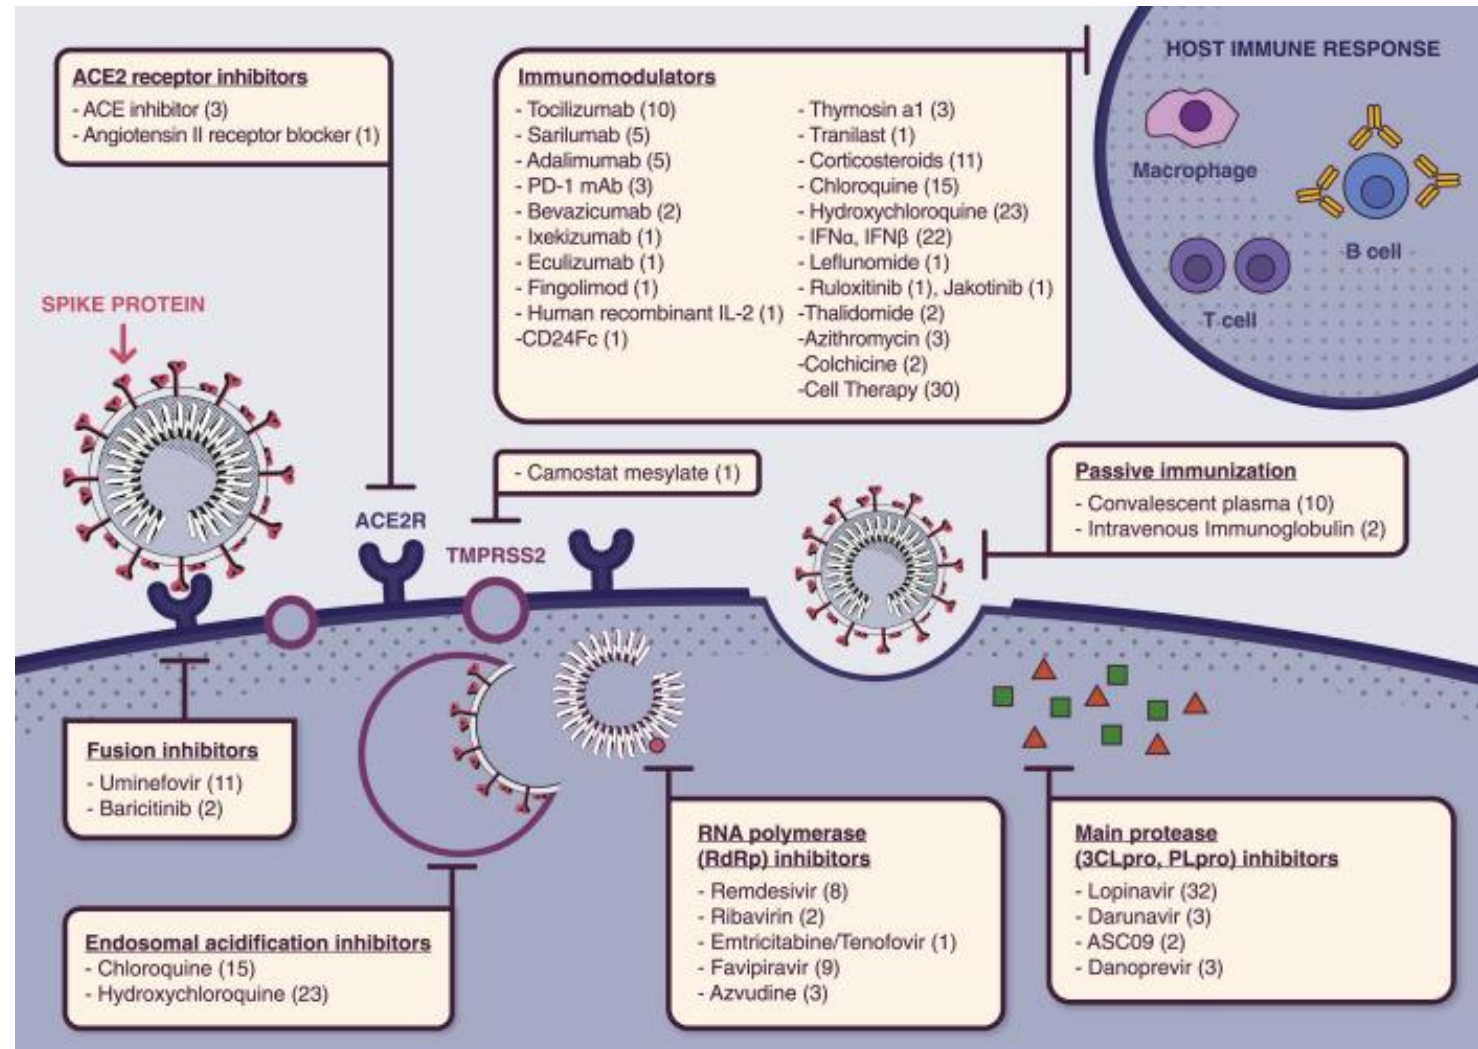 ACE2 receptor inhibitors
- ACE inhibitor (3)
- Angiotensin II receptor blocker (1)
Immunomodulators
- Tocilizumab (10)
- Sarilumab (5)
- Adalimumab (5)
- PD-1 mAb (3)
- Bevazicumab (2)
- Ixekizumab (1)
- Eculizumab (1)
- Fingolimod (1)
- Human recombinant IL-2 (1)
-CD24Fc (1)
- Thymosin a1 (3)
- Tranilast (1)
- Corticosteroids (11)
- Chloroquine (15)
- Hydroxychloroquine (23)
- IFNα, IFNβ (22)
- Leflunomide (1)
- Ruloxitinib (1), Jakotinib (1)
-Thalidomide (2)
-Azithromycin (3)
-Colchicine (2)
-Cell Therapy (30)
HOST IMMUNE RESPONSE
Macrophage
B cell
T cell
SPIKE PROTEIN
- Camostat mesylate (1)
ACE2R
TMPRSS2
Passive immunization
- Convalescent plasma (10)
- Intravenous Immunoglobulin (2)
Fusion inhibitors
- Uminefovir (11)
- Baricitinib (2)
Endosomal acidification inhibitors
- Chloroquine (15)
- Hydroxychloroquine (23)
RNA polymerase
(RdRp) inhibitors
- Remdesivir (8)
- Ribavirin (2)
- Emtricitabine/Tenofovir (1)
- Favipiravir (9)
- Azvudine (3)
Main protease
(3CLpro, PLpro) inhibitors
- Lopinavir (32)
- Darunavir (3)
- ASC09 (2)
- Danoprevir (3)